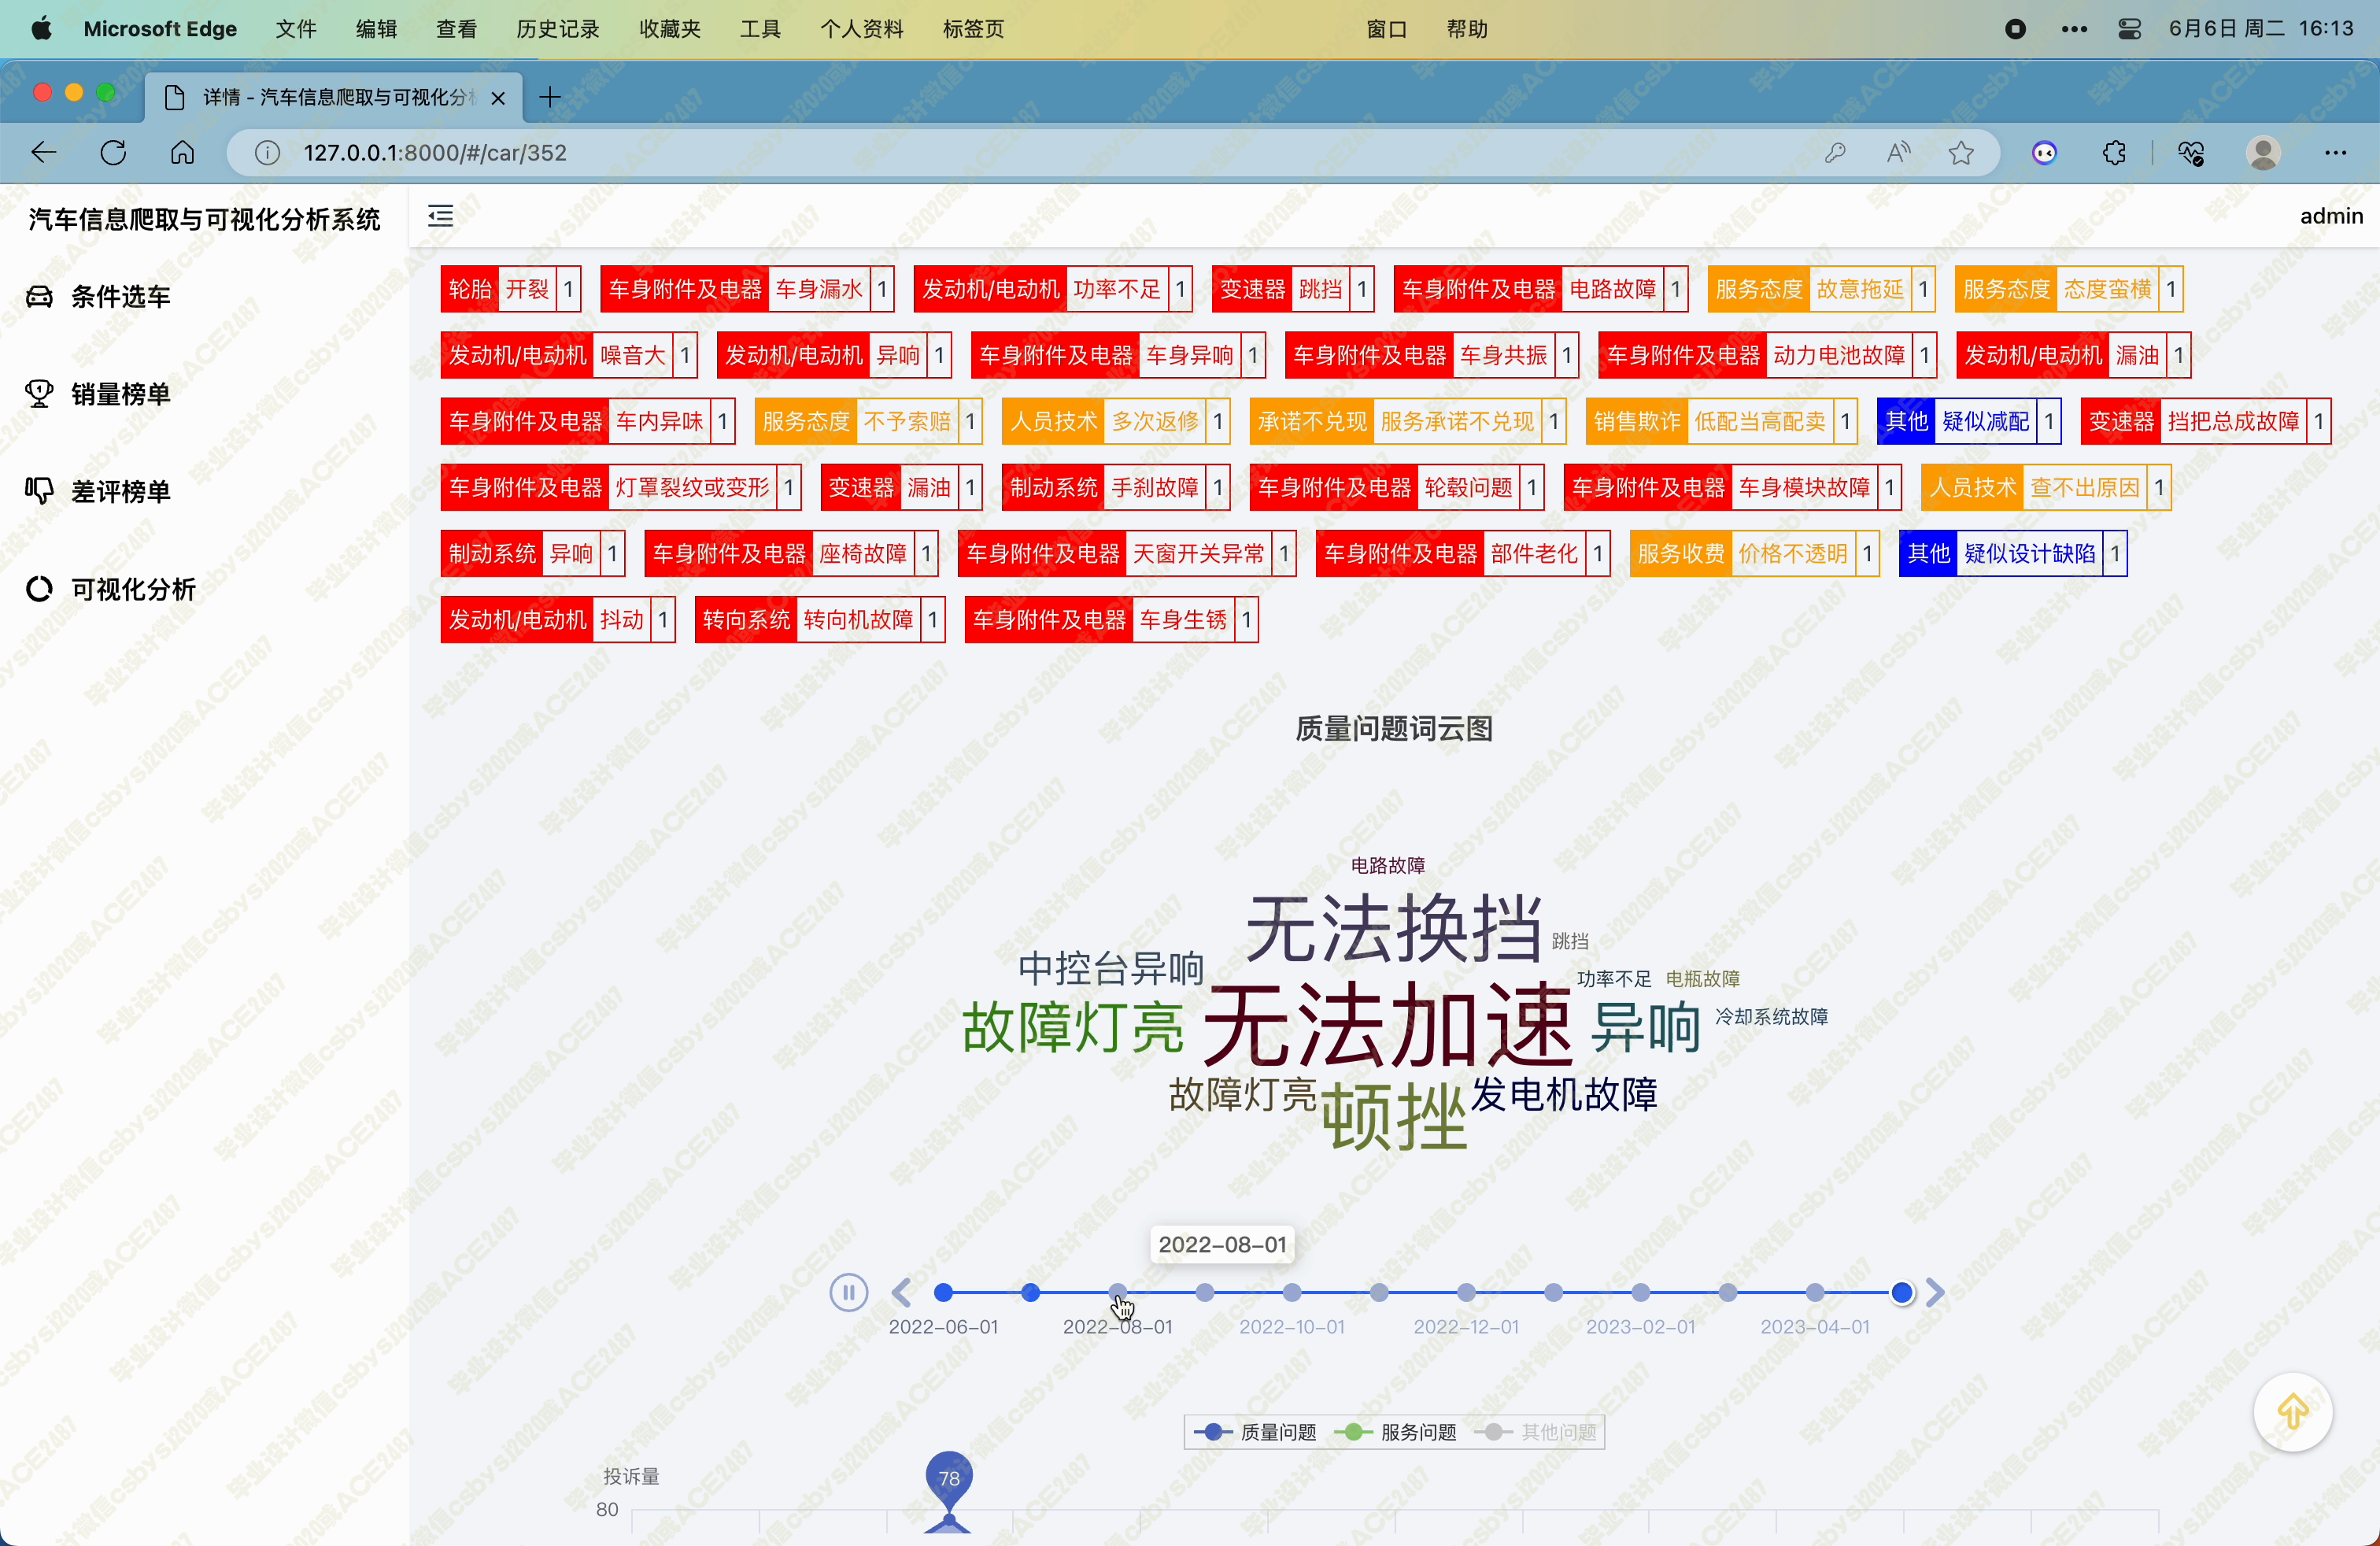 Microsoft Edge 文件 编辑 查看 历史记录 收藏夹 工具 个人资料 标签页 窗口 帮助 6月6日 周二 16:13
详情 - 汽车信息爬取与可视化分
127.0.0.1:8000/#/car/352
汽车信息爬取与可视化分析系统
admin
条件选车
销量榜单
差评榜单
可视化分析
轮胎 开裂 1 车身附件及电器 车身漏水 1 发动机/电动机 功率不足 1 变速器 跳挡 1 车身附件及电器 电路故障 1 服务态度 故意拖延 1 服务态度 态度蛮横 1
发动机/电动机 噪音大 1 发动机/电动机 异响 1 车身附件及电器 车身异响 1 车身附件及电器 车身共振 1 车身附件及电器 动力电池故障 1 发动机/电动机 漏油 1
车身附件及电器 车内异味 1 服务态度 不予索赔 1 人员技术 多次返修 1 承诺不兑现 服务承诺不兑现 1 销售欺诈 低配当高配卖 1 其他 疑似减配 1 变速器 挡把总成故障 1
车身附件及电器 灯罩裂纹或变形 1 变速器 漏油 1 制动系统 手刹故障 1 车身附件及电器 轮毂问题 1 车身附件及电器 车身模块故障 1 人员技术 查不出原因 1
制动系统 异响 1 车身附件及电器 座椅故障 1 车身附件及电器 天窗开关异常 1 车身附件及电器 部件老化 1 服务收费 价格不透明 1 其他 疑似设计缺陷 1
发动机/电动机 抖动 1 转向系统 转向机故障 1 车身附件及电器 车身生锈 1
质量问题词云图
电路故障
无法换挡
跳挡
中控台异响
功率不足 电瓶故障
故障灯亮 无法加速 异响 冷却系统故障
故障灯亮 顿挫 发电机故障
2022-08-01
2022-06-01 2022-08-01 2022-10-01 2022-12-01 2023-02-01 2023-04-01
质量问题 服务问题 其他问题
投诉量
78
80
毕业设计微信csbysj2020或ACE2487